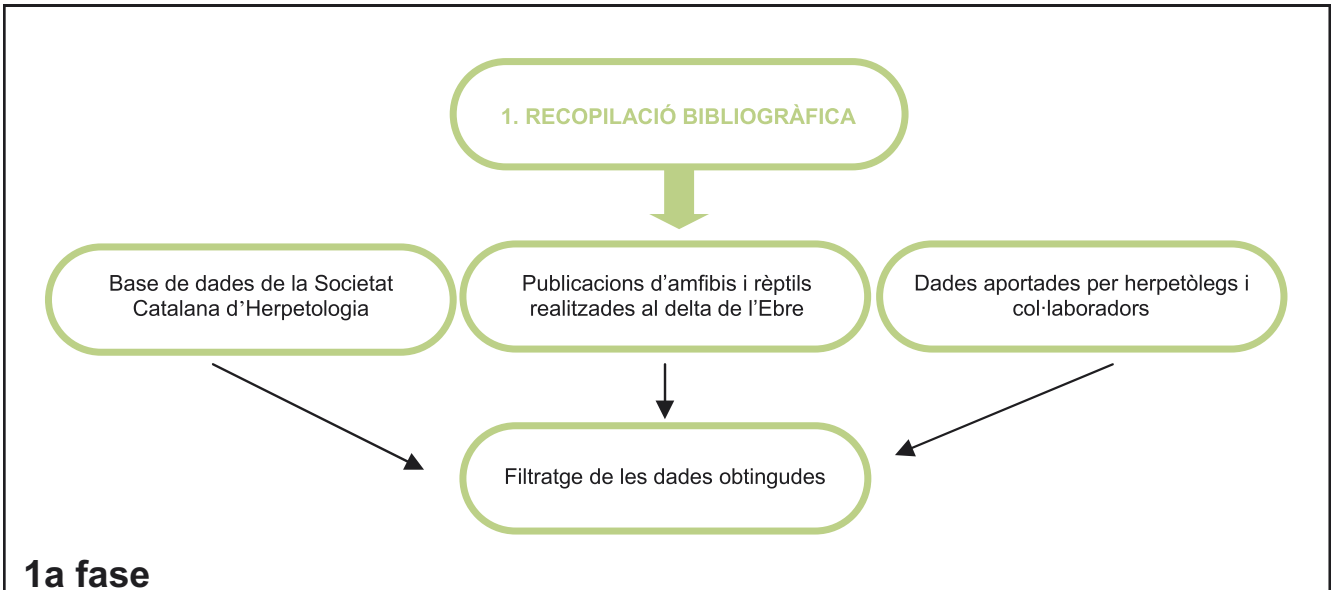 1. RECOPILACIÓ BIBLIOGRÀFICA
Base de dades de la Societat
Catalana d’Herpetologia
Publicacions d’amfibis i rèptils
realitzades al delta de l’Ebre
Dades aportades per herpetòlegs i
col·laboradors
Filtratge de les dades obtingudes
1a fase